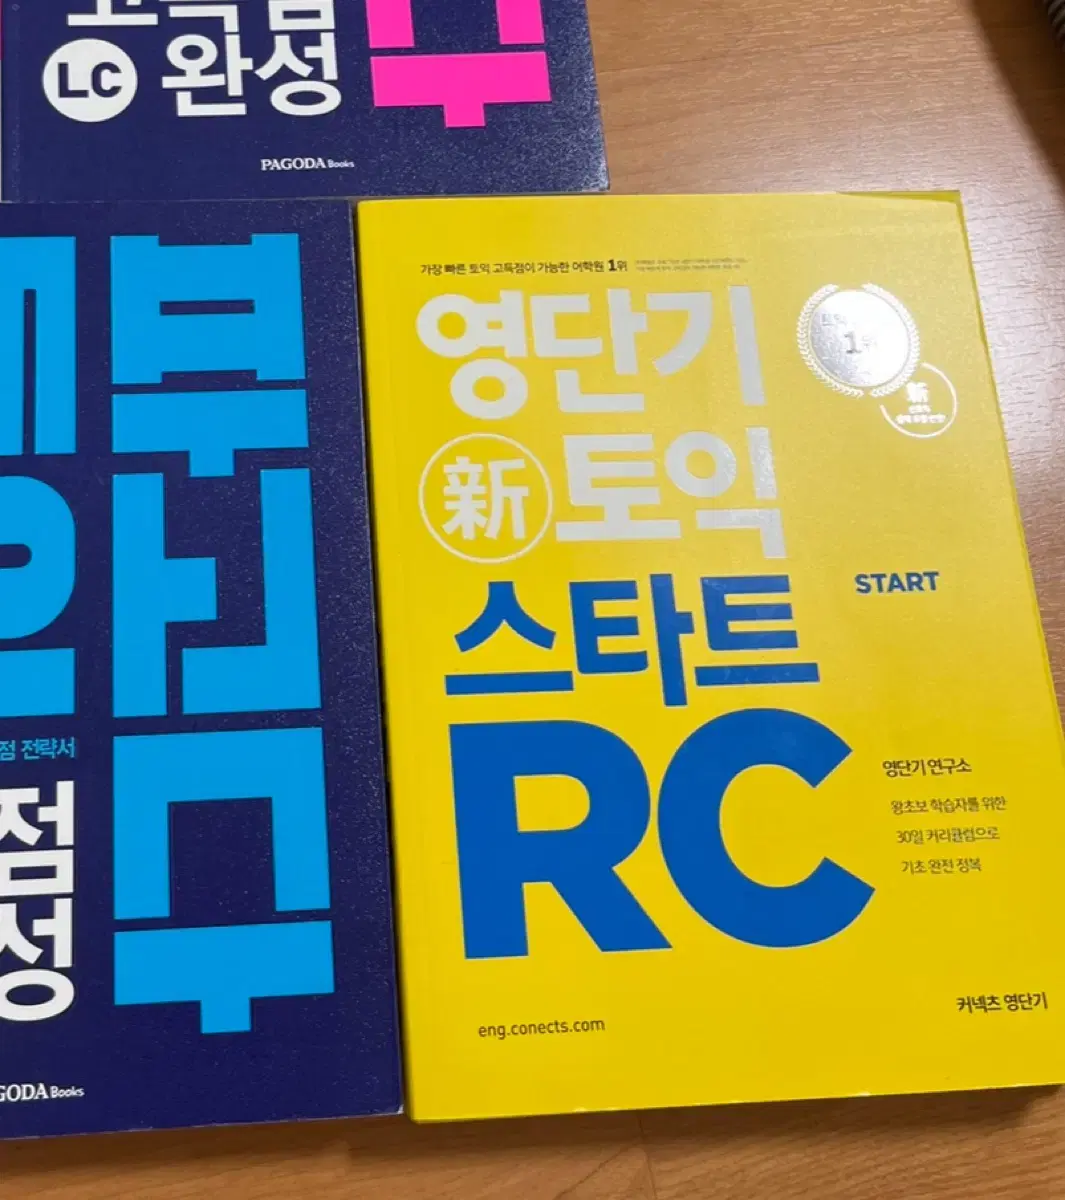 LC 완성
PAGODA Books
부
점 전략서
점
성
GODA Books
가장 빠른 토익 고득점이 가능한 어학원 1위
영단기
新 토익
스타트
START
RC
토익
1위
新
영단기 연구소
왕초보 학습자를 위한
30일 커리큘럼으로
기초 완전 정복
eng.conects.com
커넥츠 영단기